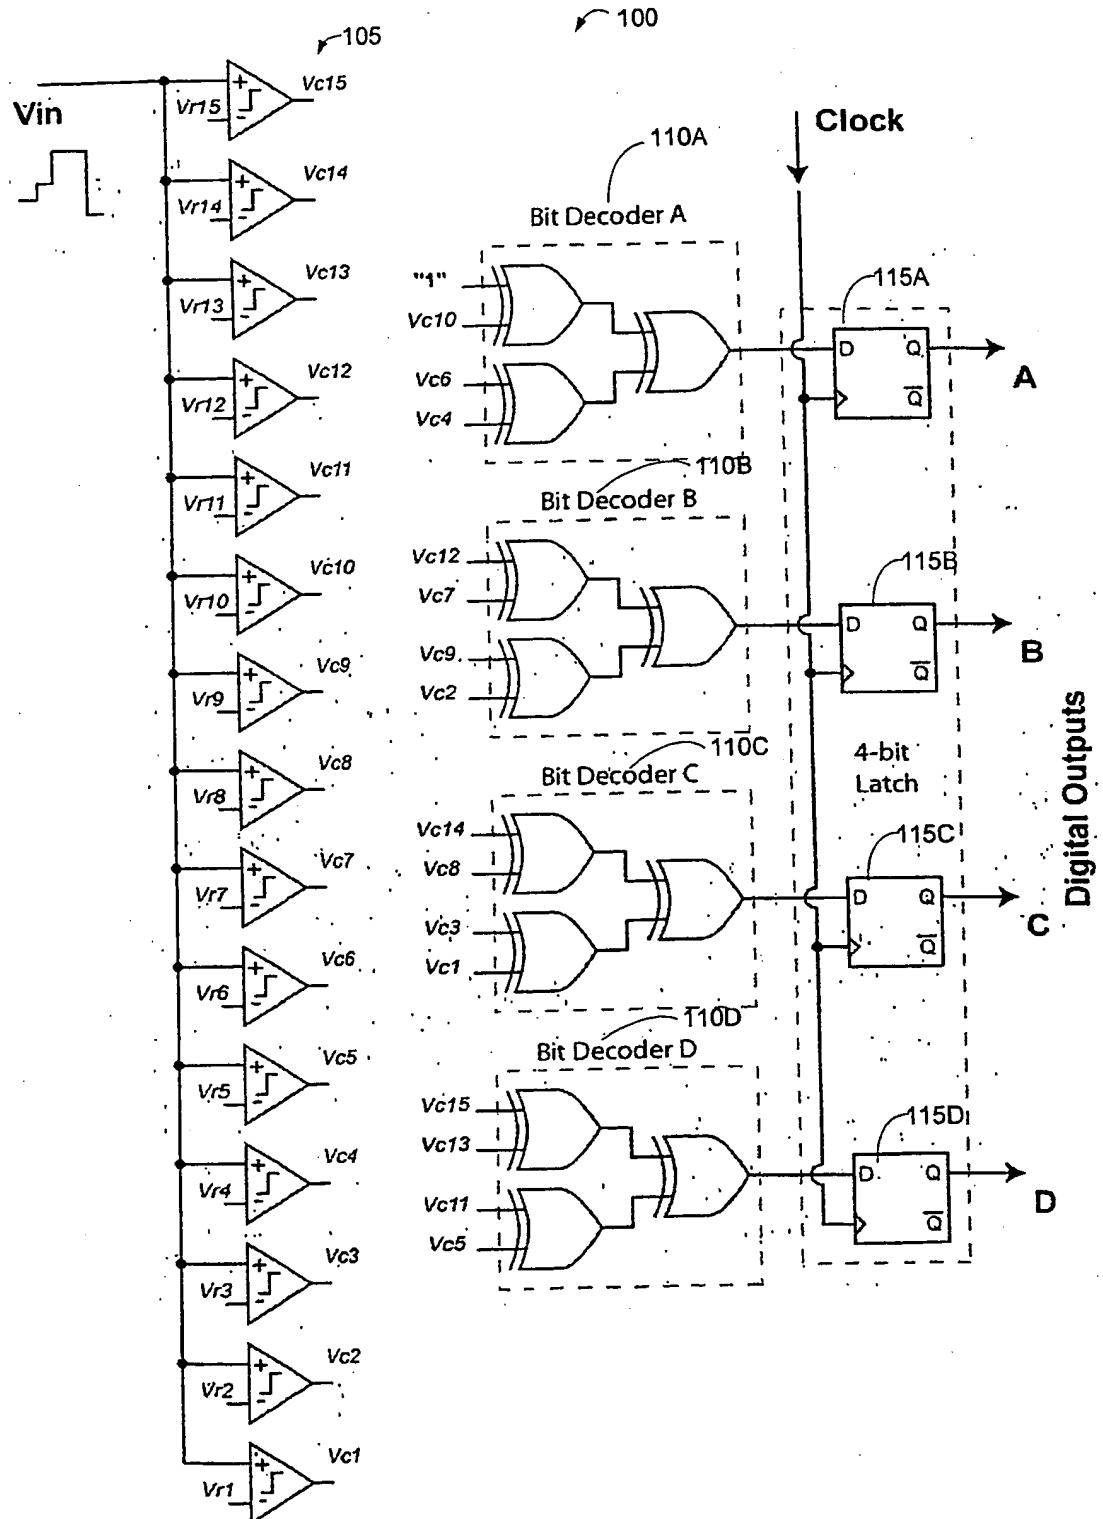 100
105
Vin
Vr15 + - Vc15
Vr14 + - Vc14
Vr13 + - Vc13
Vr12 + - Vc12
Vr11 + - Vc11
Vr10 + - Vc10
Vr9 + - Vc9
Vr8 + - Vc8
Vr7 + - Vc7
Vr6 + - Vc6
Vr5 + - Vc5
Vr4 + - Vc4
Vr3 + - Vc3
Vr2 + - Vc2
Vr1 + - Vc1
110A
Bit Decoder A
"1"
Vc10
Vc6
Vc4
110B
Bit Decoder B
Vc12
Vc7
Vc9
Vc2
110C
Bit Decoder C
Vc14
Vc8
Vc3
Vc1
110D
Bit Decoder D
Vc15
Vc13
Vc11
Vc5
Clock
115A
D Q
Q
A
115B
D Q
Q
B
4-bit
Latch
115C
D Q
Q
C
115D
D Q
Q
D
Digital Outputs